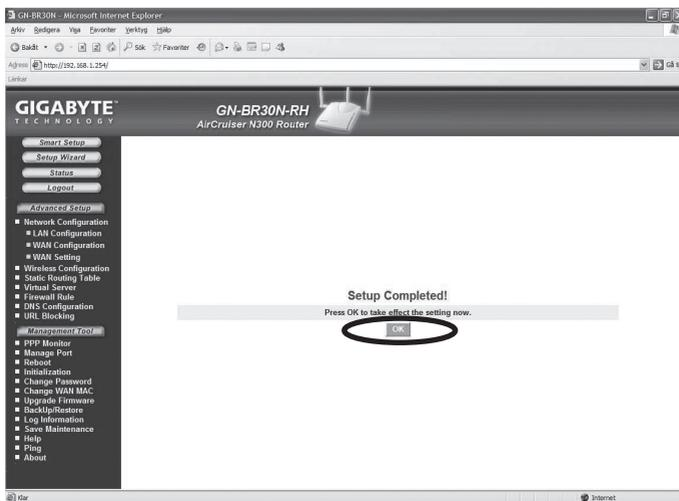 GN-BR30N - Microsoft Internet Explorer
Arkiv Redigera Visa Favoriter Verktyg Hjälp
Bakåt Sök Favoriter
Adress http://192.168.1.254/ Gå
Länkar
GIGABYTE™
TECHNOLOGY
GN-BR30N-RH
AirCruiser N300 Router
Smart Setup
Setup Wizard
Status
Logout
Advanced Setup
Network Configuration
LAN Configuration
WAN Configuration
WAN Setting
Wireless Configuration
Static Routing Table
Virtual Server
Firewall Rule
DNS Configuration
URL Blocking
Management Tool
PPP Monitor
Manage Port
Reboot
Initialization
Change Password
Change WAN MAC
Upgrade Firmware
BackUp/Restore
Log Information
Save Maintenance
Help
Ping
About
Setup Completed!
Press OK to take effect the setting now.
OK
Klar Internet